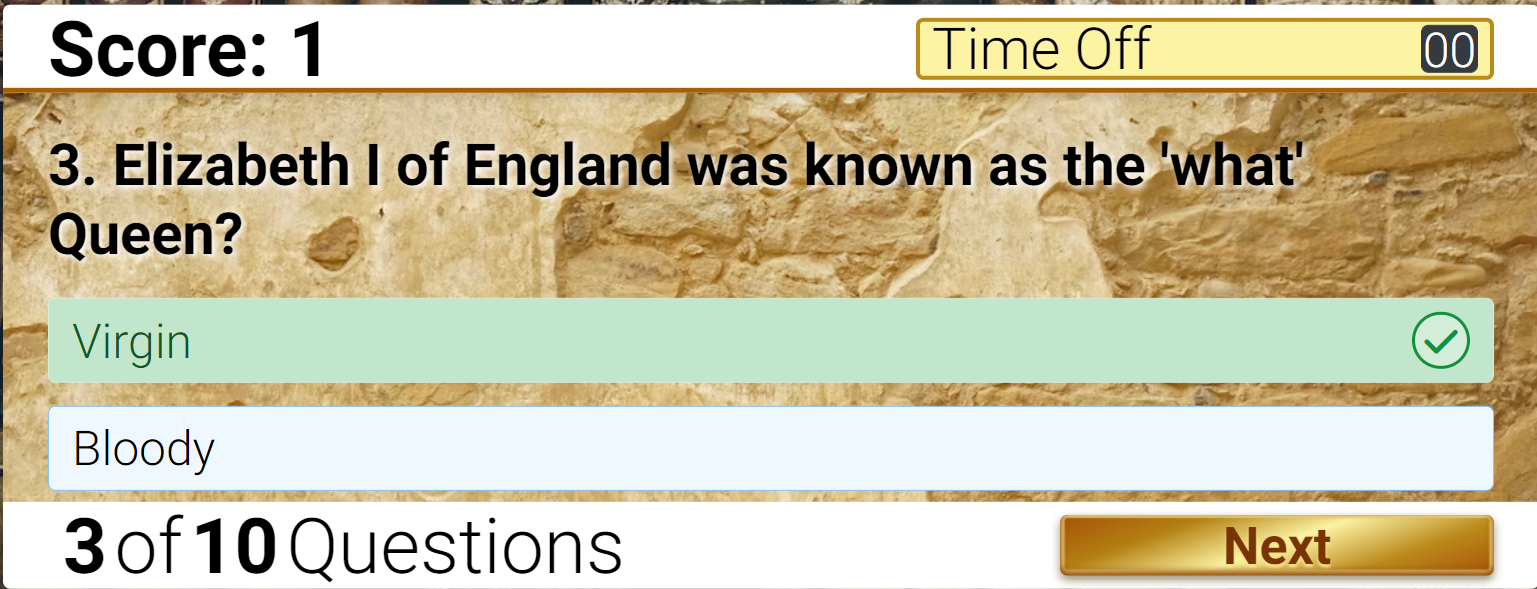 Score: 1
Time Off 00
3. Elizabeth I of England was known as the 'what'
Queen?
Virgin
Bloody
3 of 10 Questions
Next